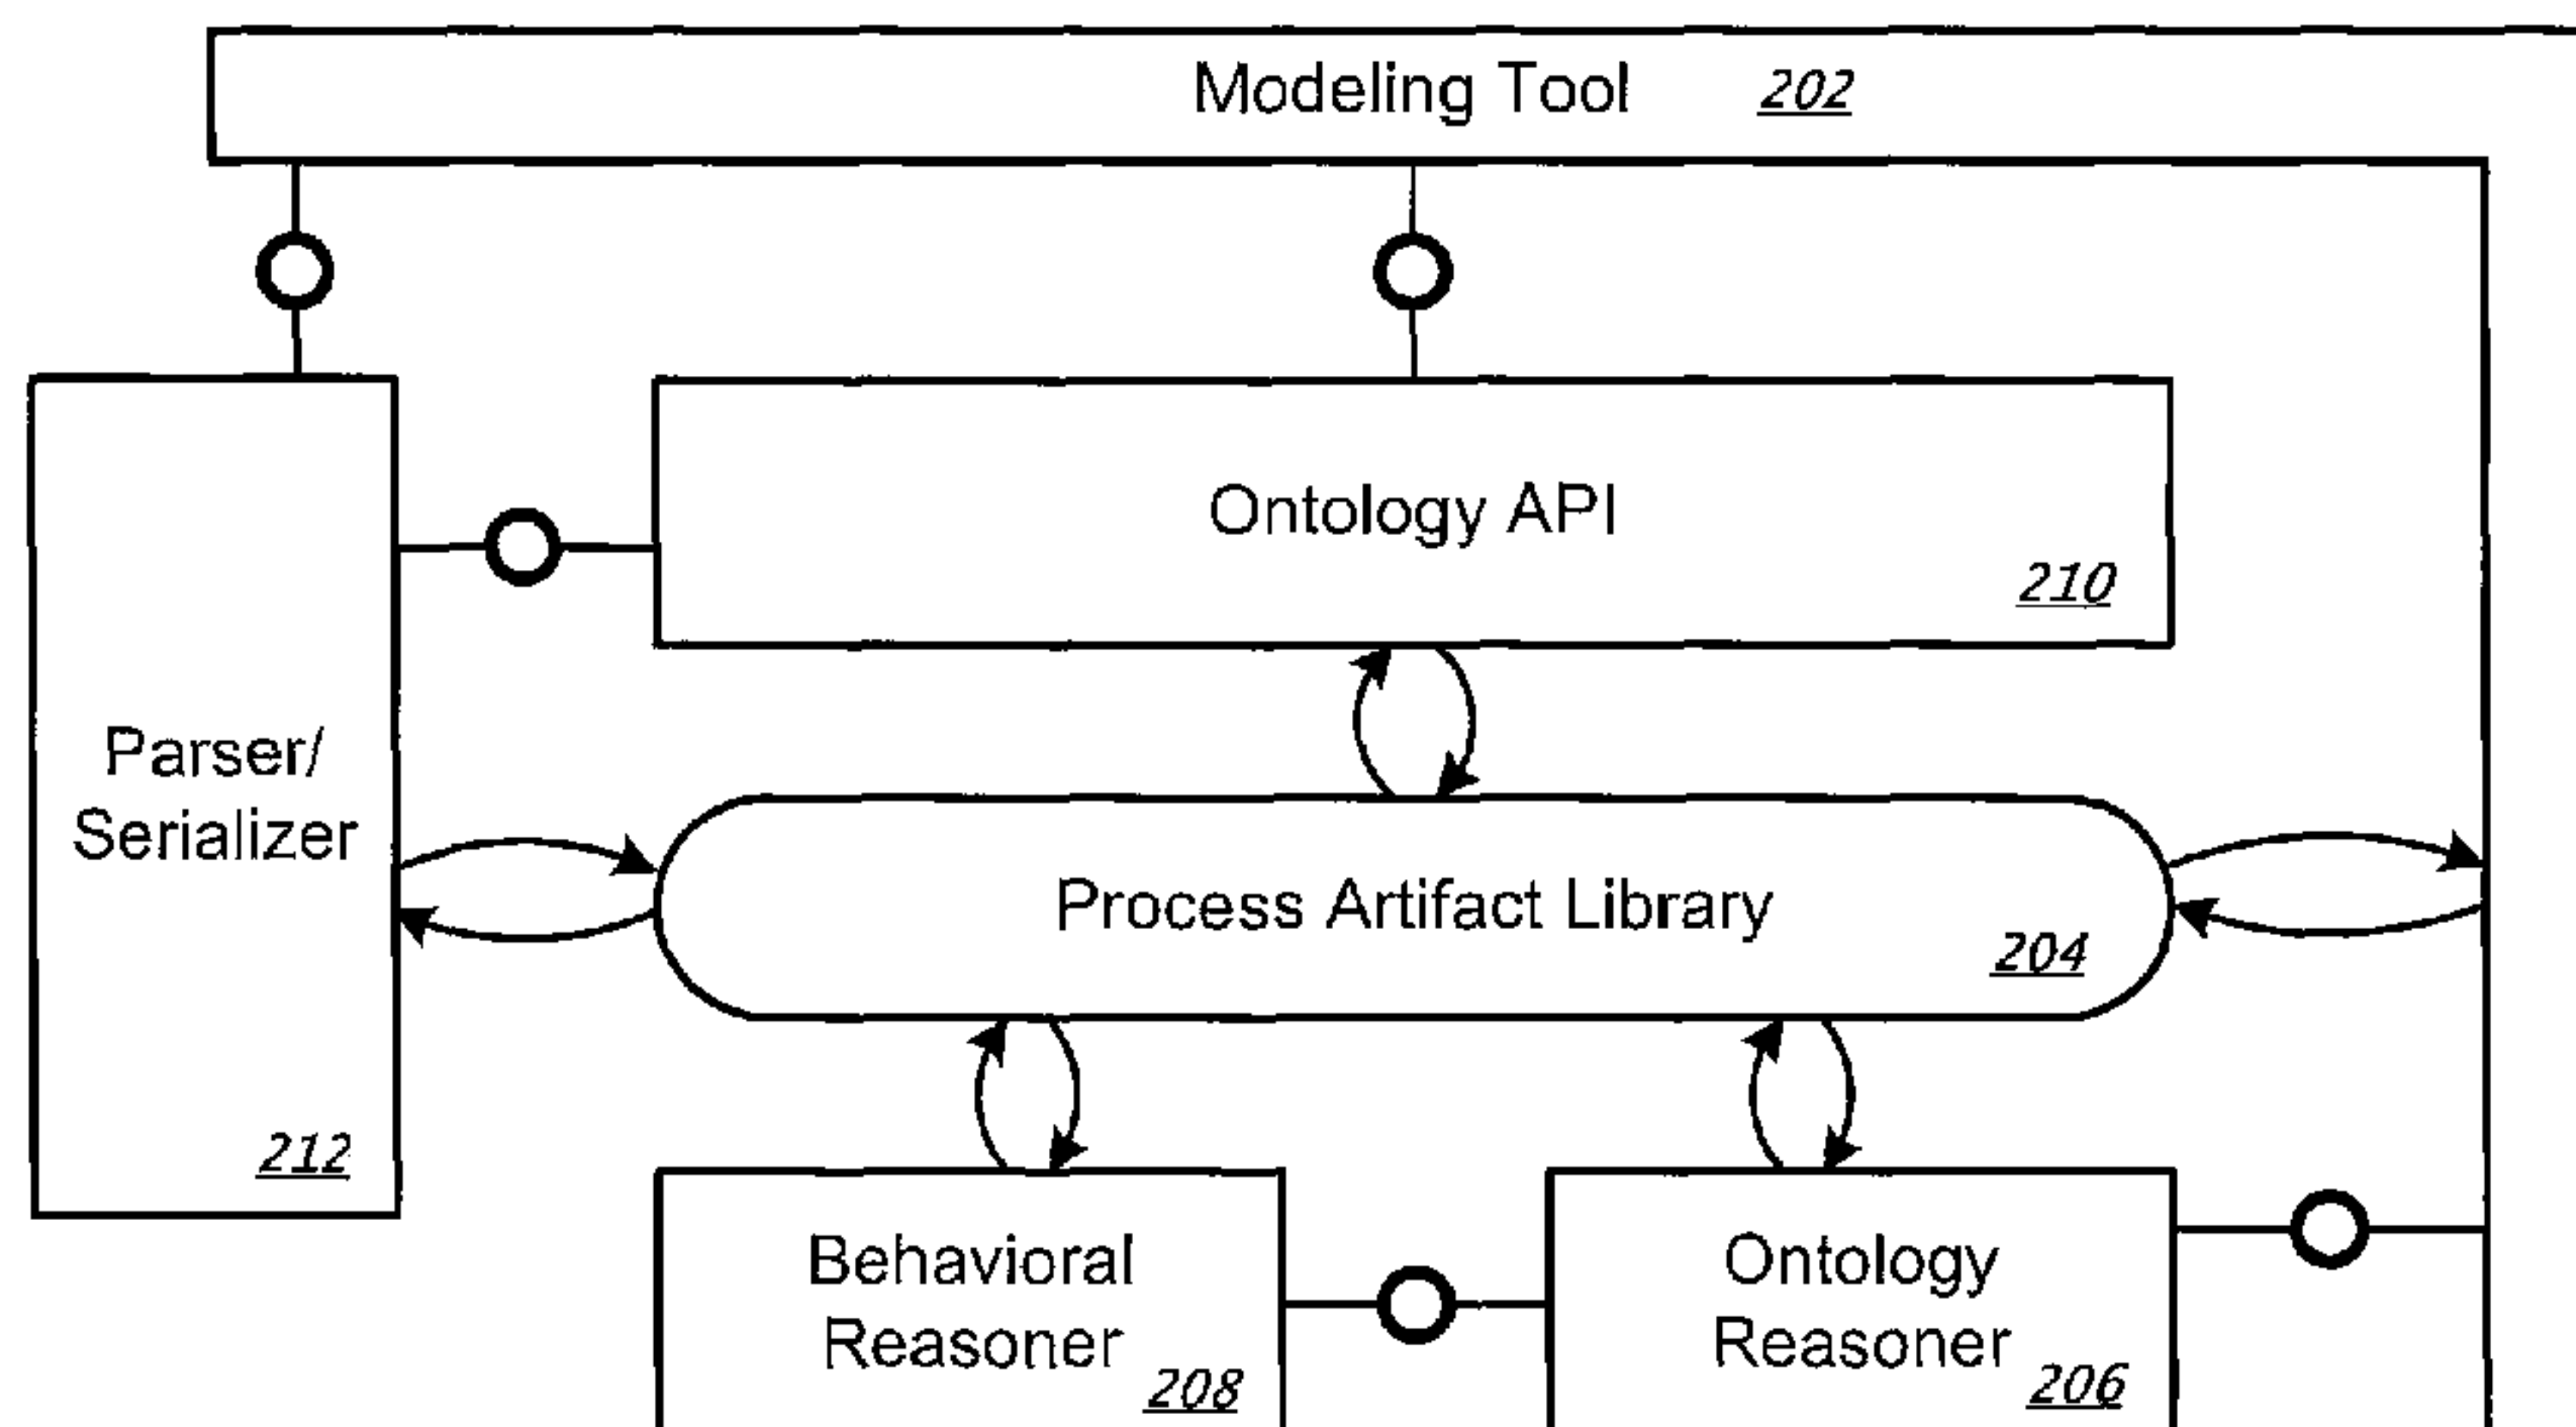 Modeling Tool 202
Ontology API
210
Parser/
Serializer
212
Process Artifact Library
204
Behavioral
Reasoner
208
Ontology
Reasoner
206